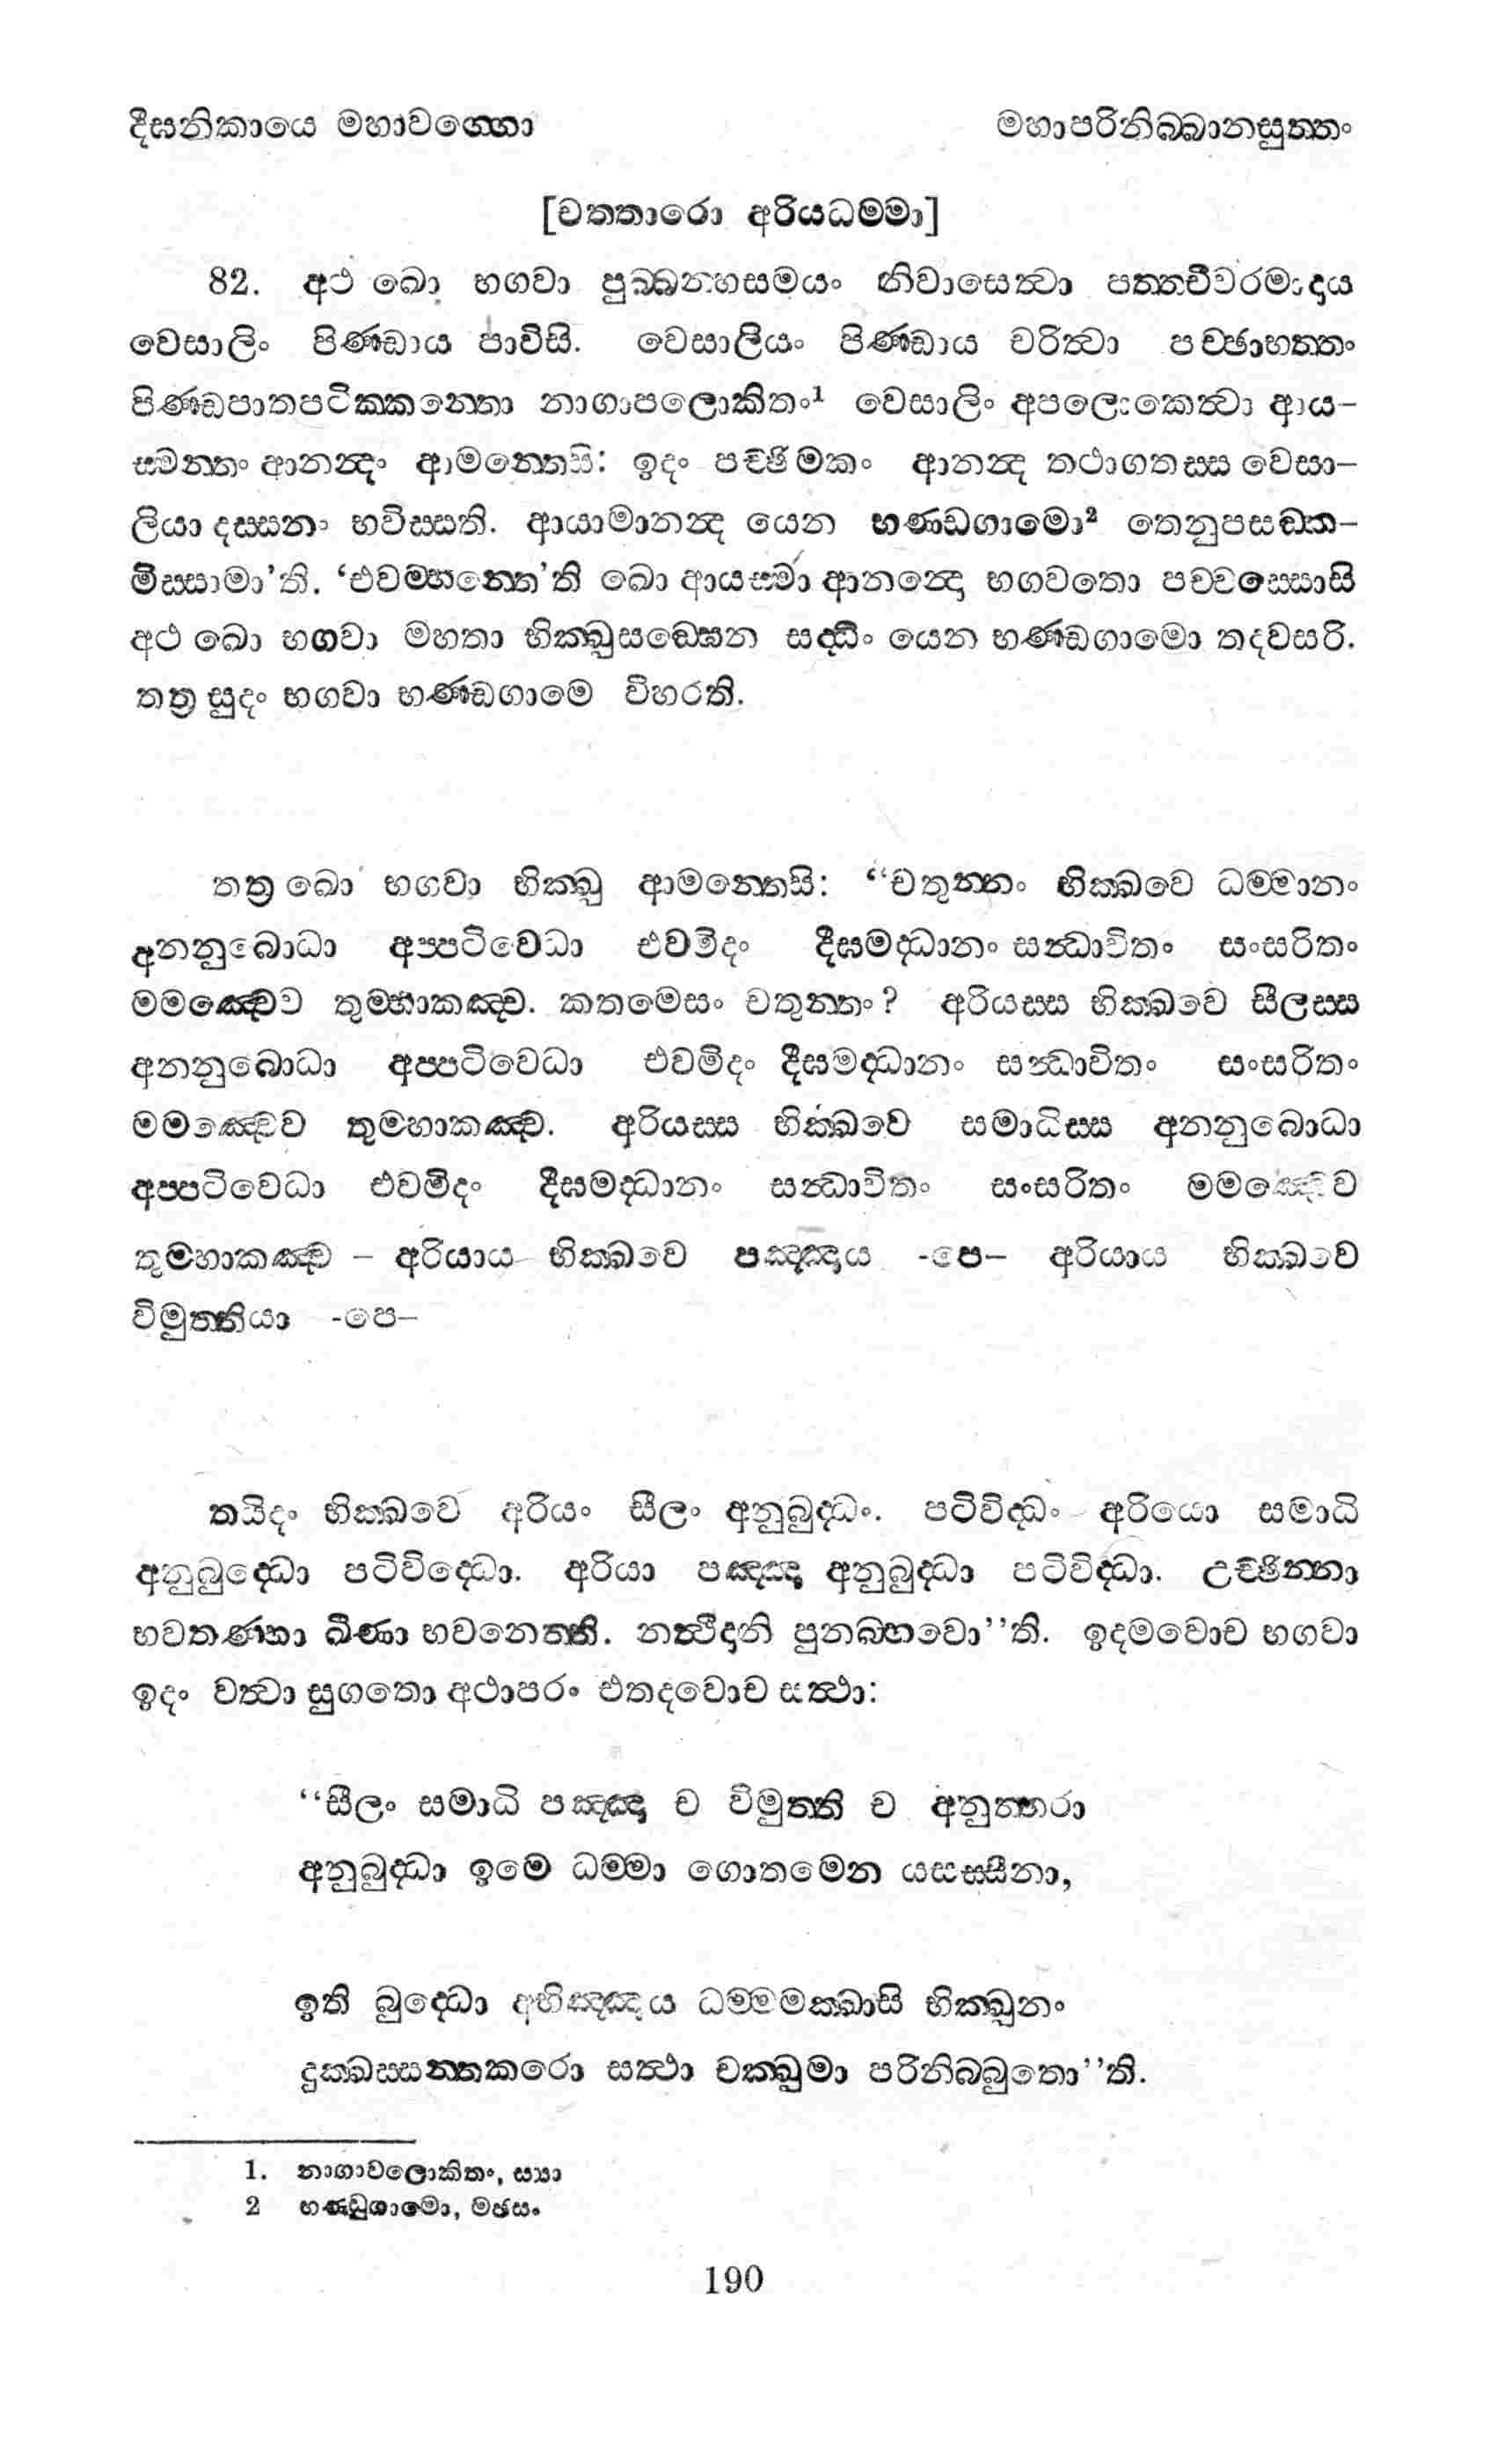 දීඝනිකායෙ මහාවග්ගො
මහාපරිනිබ්බානසුත්තං
[චත්තාරො අරියධම්මා]
82. අථ ඛො භගවා පුබ්බන්හසමයං නිවාසෙත්වා පත්තචීවරමාදාය
වෙසාලිං පිණ්ඩාය පාවිසි. වෙසාලියං පිණ්ඩාය චරිත්වා පච්ඡාභත්තං
පිණ්ඩපාතපටික්කන්තො නාගාපලොකිතං¹ වෙසාලිං අපලොකෙත්වා ආය-
ස්මන්තං ආනන්දං ආමන්තෙසි: ඉදං පච්ඡිමකං ආනන්ද තථාගතස්ස වෙසා-
ලියා දස්සනං භවිස්සති. ආයාමානන්ද යෙන භණ්ඩගාමො² තෙනුපසඞ්ක-
මිස්සාමා’ති. ‘එවම්භන්තෙ’ති ඛො ආයස්මා ආනන්දො භගවතො පච්චස්සොසි
අථ ඛො භගවා මහතා භික්ඛුසඞ්ඝෙන සද්ධිං යෙන භණ්ඩගාමො තදවසරි.
තත්‍ර සුදං භගවා භණ්ඩගාමෙ විහරති.
තත්‍ර ඛො භගවා භික්ඛූ ආමන්තෙසි: “චතුන්නං භික්ඛවෙ ධම්මානං
අනනුබොධා අප්පටිවෙධා එවමිදං දීඝමද්ධානං සන්ධාවිතං සංසරිතං
මමඤ්චෙව තුම්හාකඤ්ච. කතමෙසං චතුන්නං? අරියස්ස භික්ඛවෙ සීලස්ස
අනනුබොධා අප්පටිවෙධා එවමිදං දීඝමද්ධානං සන්ධාවිතං සංසරිතං
මමඤ්චෙව තුම්හාකඤ්ච. අරියස්ස භික්ඛවෙ සමාධිස්ස අනනුබොධා
අප්පටිවෙධා එවමිදං දීඝමද්ධානං සන්ධාවිතං සංසරිතං මමඤ්චෙව
තුම්හාකඤ්ච – අරියාය භික්ඛවෙ පඤ්ඤාය -පෙ– අරියාය භික්ඛවෙ
විමුත්තියා -පෙ–
තයිදං භික්ඛවෙ අරියං සීලං අනුබුද්ධං. පටිවිද්ධං අරියො සමාධි
අනුබුද්ධො පටිවිද්ධො. අරියා පඤ්ඤා අනුබුද්ධා පටිවිද්ධා. උච්ඡින්නා
භවතණ්හා ඛීණා භවනෙත්ති. නත්ථිදානි පුනබ්භවො”ති. ඉදමවොච භගවා
ඉදං වත්වා සුගතො අථාපරං එතදවොච සත්ථා:
“සීලං සමාධි පඤ්ඤා ච විමුත්ති ච අනුත්තරා
අනුබුද්ධා ඉමෙ ධම්මා ගොතමෙන යසස්සිනා,
ඉති බුද්ධො අභිඤ්ඤාය ධම්මමක්ඛාසි භික්ඛුනං
දුක්ඛස්සන්තකරො සත්ථා චක්ඛුමා පරිනිබ්බුතො”ති.
1. නාගාවලොකිතං, ස්‍යා
2 භණ්ඩුගාමො, මඡසං
190